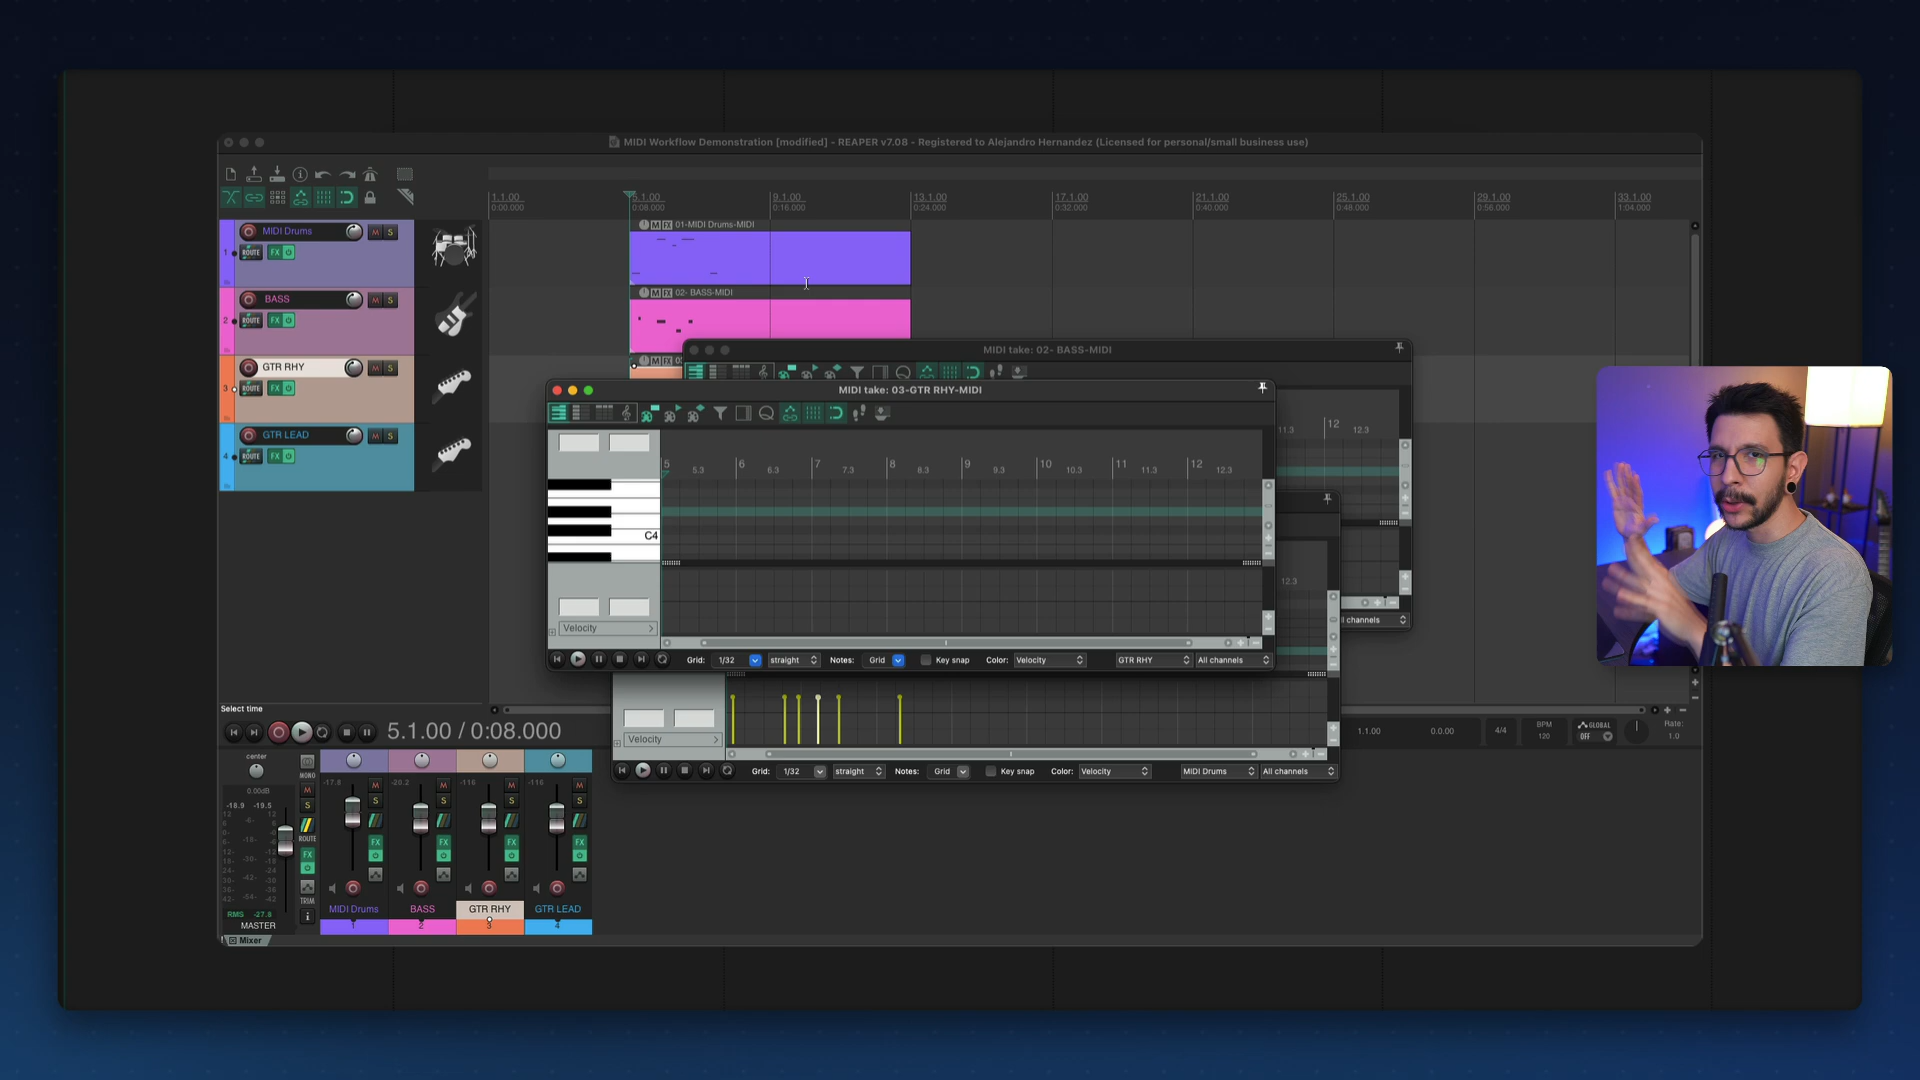 MIDI Workflow Demonstration [modified] - REAPER v7.08 - Registered to Alejandro Hernandez (Licensed for personal/small business use)
1.1.00 5.1.00 9.1.00 13.1.00 17.1.00 21.1.00 25.1.00 29.1.00 33.1.00
0:00.000 0:08.000 0:16.000 0:24.000 0:32.000 0:40.000 0:48.000 0:56.000 1:04.000
M FX 01-MIDI Drums-MIDI
1 MIDI Drums M S
ROUTE FX
M FX 02- BASS-MIDI
2 BASS M S
ROUTE FX
3 GTR RHY M S
ROUTE FX
4 GTR LEAD M S
ROUTE FX
MIDI take: 02- BASS-MIDI
11.3 12 12.3
l channels
MIDI take: 03-GTR RHY-MIDI
5 5.3 6 6.3 7 7.3 8 8.3 9 9.3 10 10.3 11 11.3 12 12.3
C4
Velocity
Grid: 1/32 straight Notes: Grid Key snap Color: Velocity GTR RHY All channels
12.3
Velocity
Grid: 1/32 straight Notes: Grid Key snap Color: Velocity MIDI Drums All channels
Select time
5.1.00 / 0:08.000
1.1.00 0.0.00 4/4 BPM 120 GLOBAL OFF Rate: 1.0
center
0.00dB
-18.9 -19.5
MONO
M
S
ROUTE
FX
TRIM
RMS -27.8
MASTER
-17.8 M S FX
-116 M S FX
-116 M S FX
MIDI Drums BASS GTR RHY GTR LEAD
1 2 3 4
Mixer